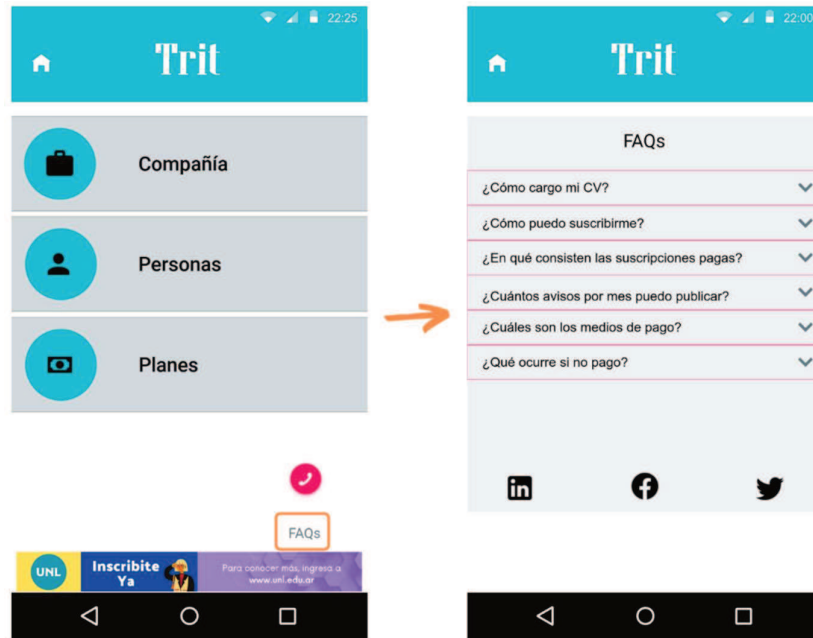 22:25
Trit
Compañía
Personas
Planes
FAQs
UNL
Inscribite
Ya
Para conocer más, ingresa a
www.unl.edu.ar
22:00
Trit
FAQs
¿Cómo cargo mi CV?
¿Cómo puedo suscribirme?
¿En qué consisten las suscripciones pagas?
¿Cuántos avisos por mes puedo publicar?
¿Cuáles son los medios de pago?
¿Qué ocurre si no pago?